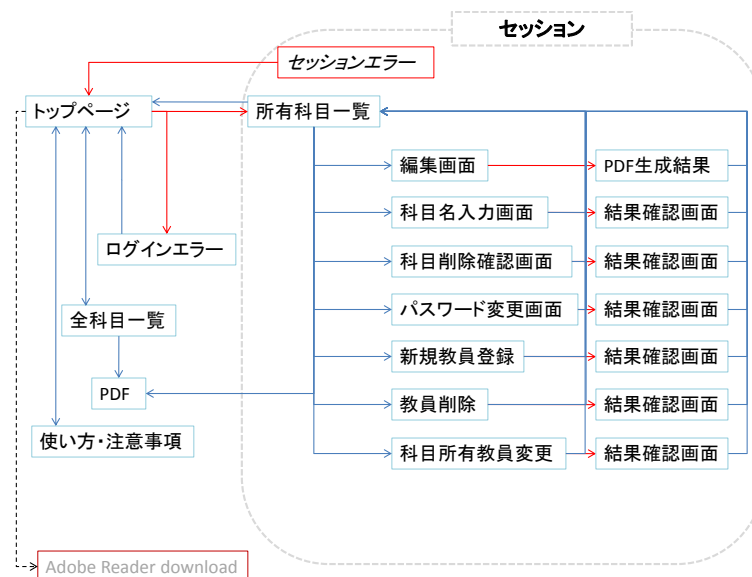 セッション
セッションエラー
トップページ
所有科目一覧
編集画面
PDF生成結果
科目名入力画面
結果確認画面
ログインエラー
科目削除確認画面
結果確認画面
全科目一覧
パスワード変更画面
結果確認画面
新規教員登録
結果確認画面
PDF
教員削除
結果確認画面
使い方・注意事項
科目所有教員変更
結果確認画面
Adobe Reader download